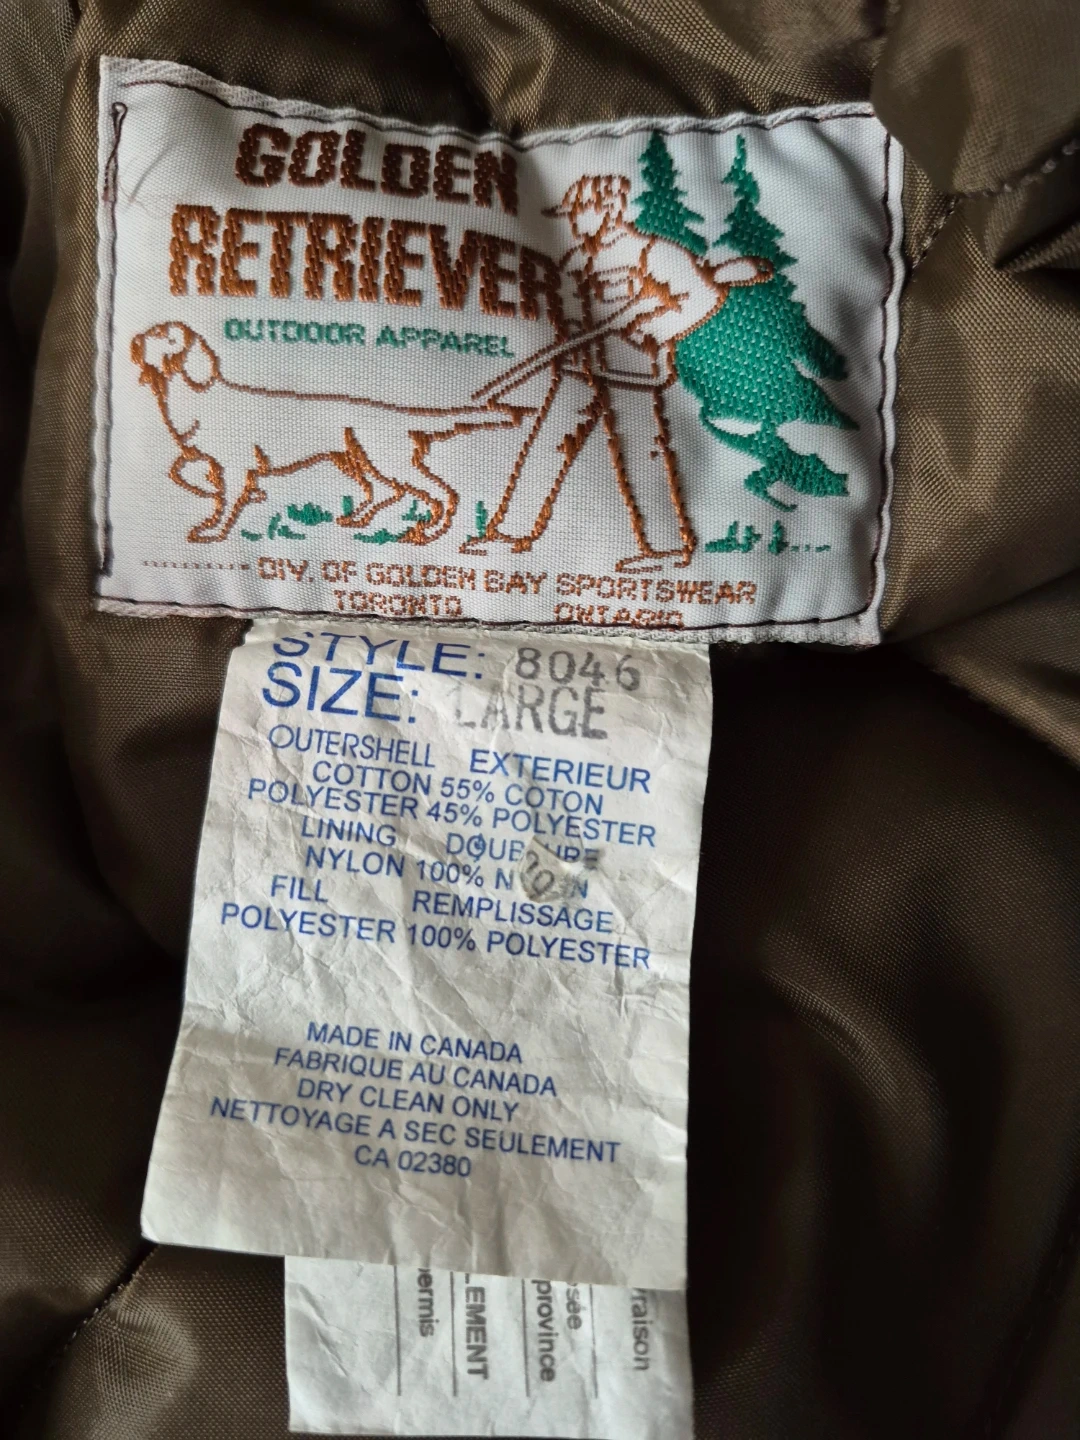 GOLDEN
RETRIEVER
OUTDOOR APPAREL
DIV. OF GOLDEN BAY SPORTSWEAR
TORONTO ONTARIO
STYLE: 8046
SIZE: LARGE
OUTERSHELL EXTERIEUR
COTTON 55% COTON
POLYESTER 45% POLYESTER
LINING
NYLON 100%
FILL REMPLISSAGE
POLYESTER 100% POLYESTER
MADE IN CANADA
FABRIQUE AU CANADA
DRY CLEAN ONLY
NETTOYAGE A SEC SEULEMENT
CA 02380
province